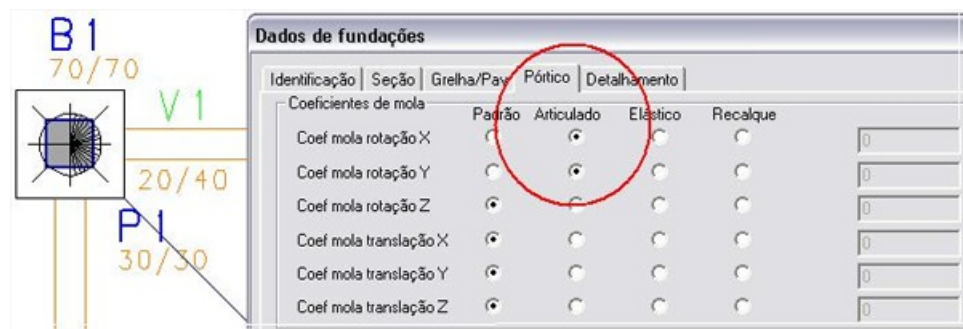 B1
70/70
V1
20/40
P1
30/30
Dados de fundações
Identificação Seção Grelha/Pav Pórtico Detalhamento
Coeficientes de mola
Padrão Articulado Elástico Recalque
Coef mola rotação X 0
Coef mola rotação Y 0
Coef mola rotação Z 0
Coef mola translação X 0
Coef mola translação Y 0
Coef mola translação Z 0